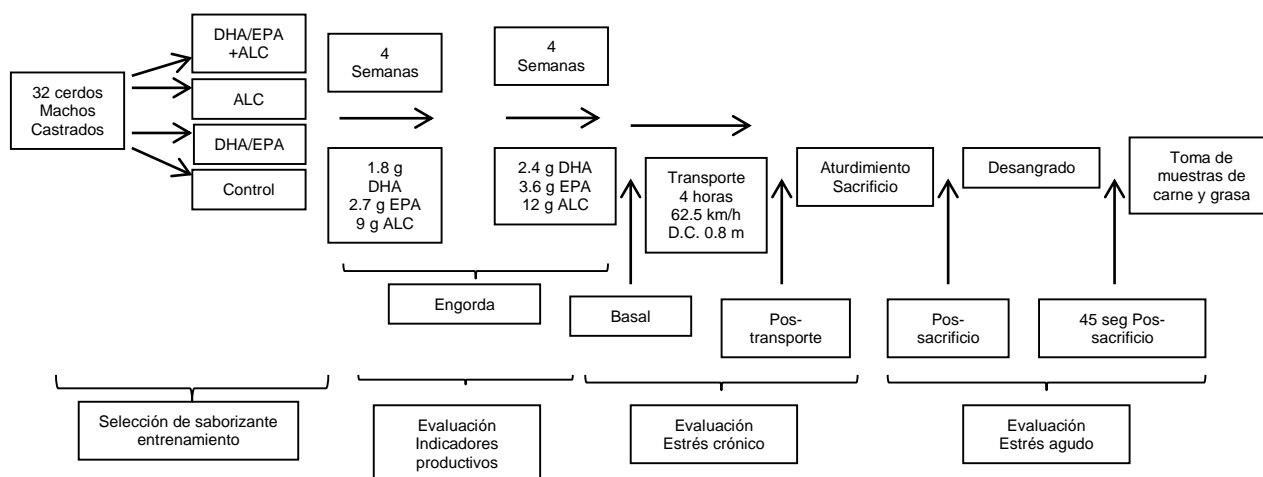 32 cerdos
Machos
Castrados
DHA/EPA
+ALC
ALC
DHA/EPA
Control
4
Semanas
1.8 g
DHA
2.7 g EPA
9 g ALC
4
Semanas
2.4 g DHA
3.6 g EPA
12 g ALC
Transporte
4 horas
62.5 km/h
D.C. 0.8 m
Aturdimiento
Sacrificio
Desangrado
Toma de
muestras de
carne y grasa
Engorda
Basal
Pos-
transporte
Pos-
sacrificio
45 seg Pos-
sacrificio
Selección de saborizante
entrenamiento
Evaluación
Indicadores
productivos
Evaluación
Estrés crónico
Evaluación
Estrés agudo